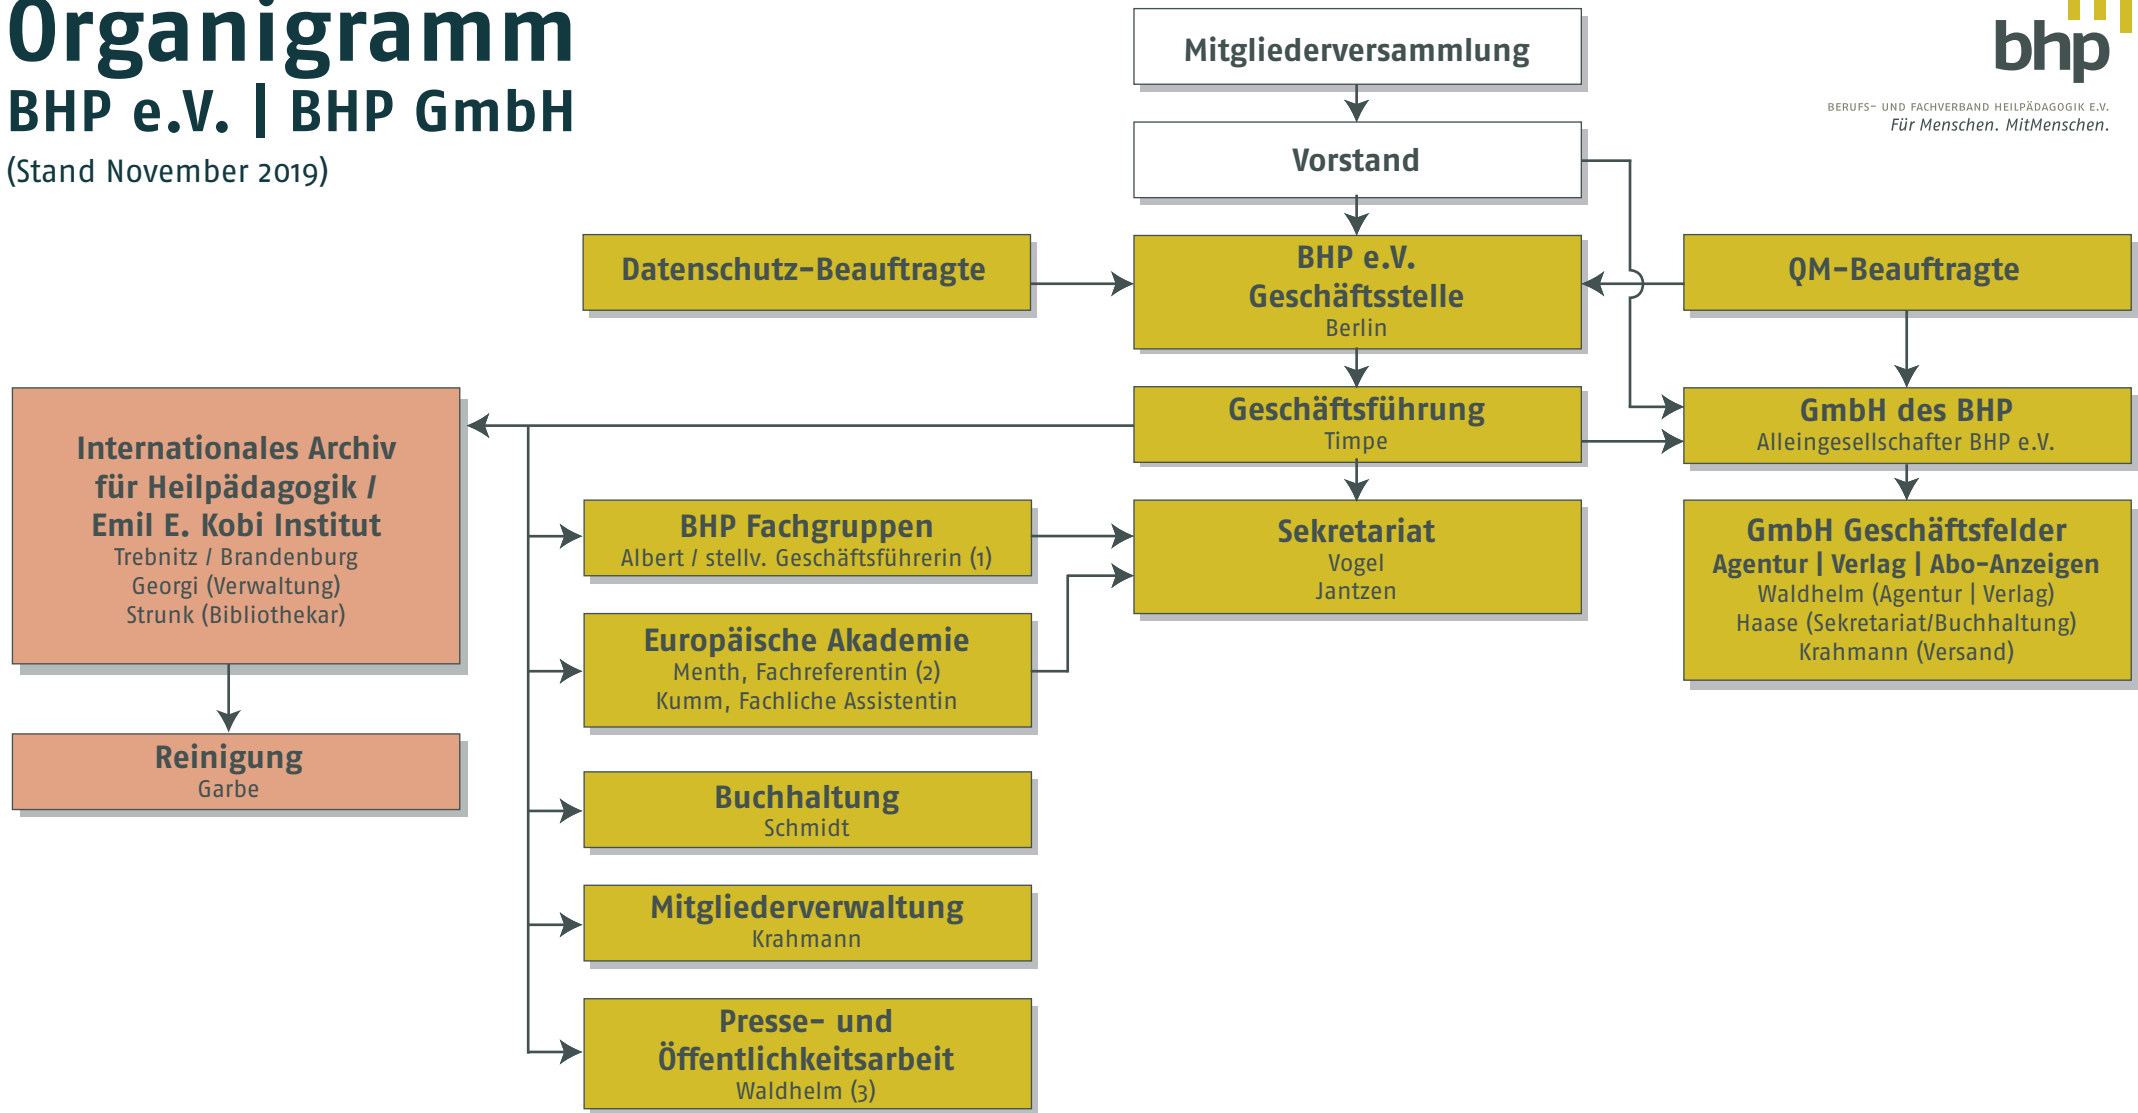 Organigramm
BHP e.V. | BHP GmbH
(Stand November 2019)
bhp
BERUFS- UND FACHVERBAND HEILPÄDAGOGIK E.V.
Für Menschen. MitMenschen.
Mitgliederversammlung
Vorstand
Datenschutz-Beauftragte
BHP e.V.
Geschäftsstelle
Berlin
QM-Beauftragte
Internationales Archiv
für Heilpädagogik /
Emil E. Kobi Institut
Trebnitz / Brandenburg
Georgi (Verwaltung)
Strunk (Bibliothekar)
Geschäftsführung
Timpe
GmbH des BHP
Alleingesellschafter BHP e.V.
BHP Fachgruppen
Albert / stellv. Geschäftsführerin (1)
Sekretariat
Vogel
Jantzen
GmbH Geschäftsfelder
Agentur | Verlag | Abo-Anzeigen
Waldhelm (Agentur | Verlag)
Haase (Sekretariat/Buchhaltung)
Krahmann (Versand)
Europäische Akademie
Menth, Fachreferentin (2)
Kumm, Fachliche Assistentin
Reinigung
Garbe
Buchhaltung
Schmidt
Mitgliederverwaltung
Krahmann
Presse- und
Öffentlichkeitsarbeit
Waldhelm (3)